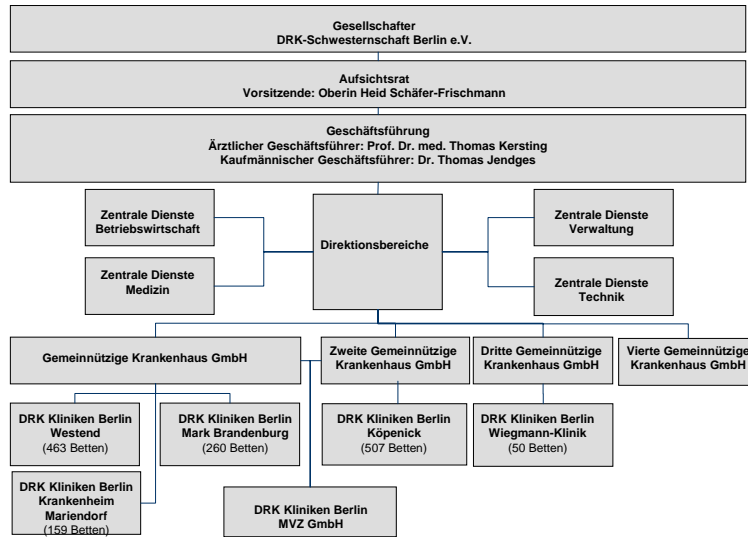 Gesellschafter
DRK-Schwesternschaft Berlin e.V.
Aufsichtsrat
Vorsitzende: Oberin Heid Schäfer-Frischmann
Geschäftsführung
Ärztlicher Geschäftsführer: Prof. Dr. med. Thomas Kersting
Kaufmännischer Geschäftsführer: Dr. Thomas Jendges
Zentrale Dienste
Betriebswirtschaft
Direktionsbereiche
Zentrale Dienste
Verwaltung
Zentrale Dienste
Medizin
Zentrale Dienste
Technik
Gemeinnützige Krankenhaus GmbH
Zweite Gemeinnützige
Krankenhaus GmbH
Dritte Gemeinnützige
Krankenhaus GmbH
Vierte Gemeinnützige
Krankenhaus GmbH
DRK Kliniken Berlin
Westend
(463 Betten)
DRK Kliniken Berlin
Mark Brandenburg
(260 Betten)
DRK Kliniken Berlin
Köpenick
(507 Betten)
DRK Kliniken Berlin
Wiegmann-Klinik
(50 Betten)
DRK Kliniken Berlin
Krankenheim
Mariendorf
(159 Betten)
DRK Kliniken Berlin
MVZ GmbH